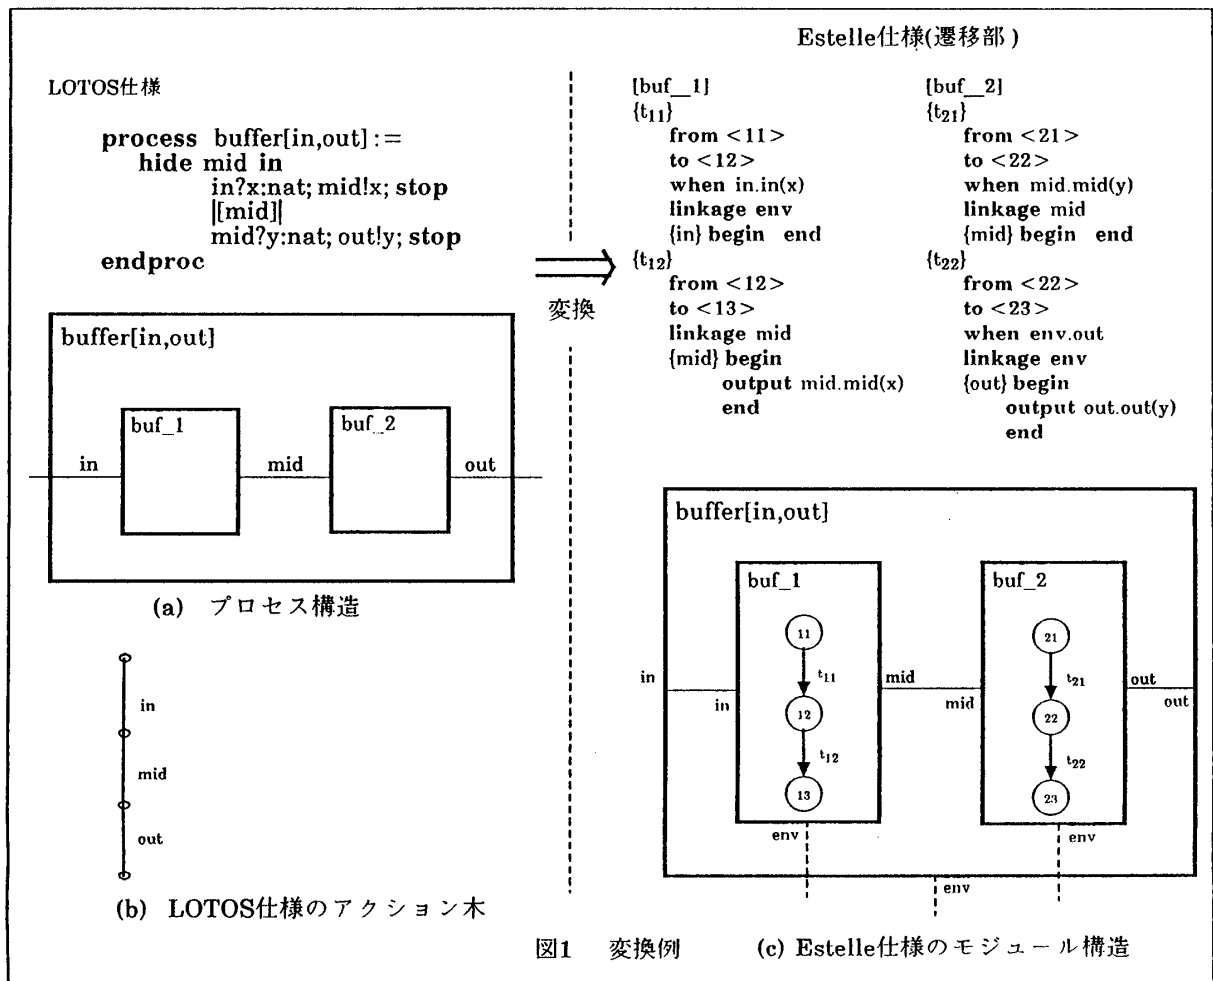 Estelle仕様(遷移部)
LOTOS仕様
process buffer[in,out] :=
hide mid in
in?x:nat; mid!x; stop
|[mid]|
mid?y:nat; out!y; stop
endproc
変換
[buf_1]
{t11}
from <11>
to <12>
when in.in(x)
linkage env
{in} begin end
{t12}
from <12>
to <13>
linkage mid
{mid} begin
output mid.mid(x)
end
[buf_2]
{t21}
from <21>
to <22>
when mid.mid(y)
linkage mid
{mid} begin end
{t22}
from <22>
to <23>
when env.out
linkage env
{out} begin
output out.out(y)
end
buffer[in,out]
buf_1
buf_2
in
mid
out
(a) プロセス構造
in
mid
out
(b) LOTOS仕様のアクション木
buffer[in,out]
buf_1
buf_2
11
t11
12
t12
13
21
t21
22
t22
23
in
in
mid
mid
out
out
env
env
env
図1 変換例
(c) Estelle仕様のモジュール構造